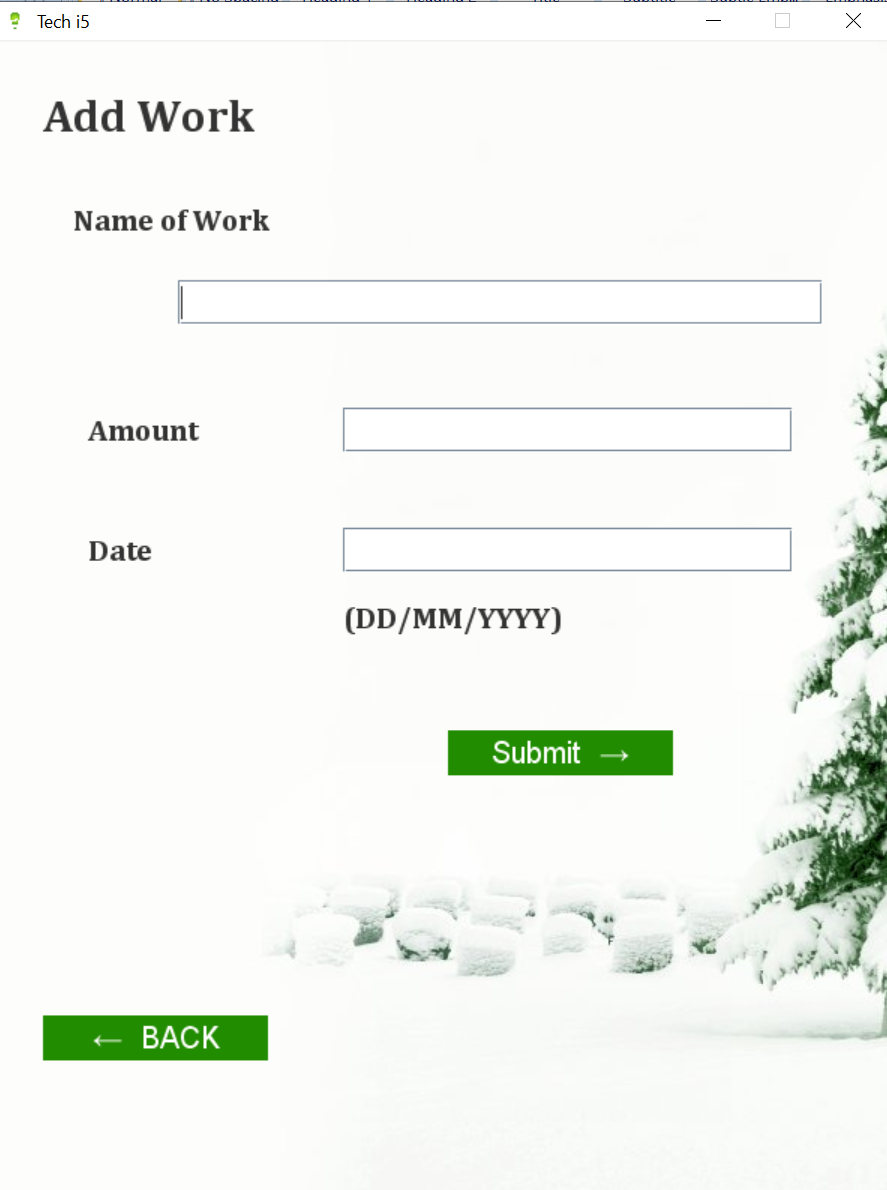 Tech i5
Add Work
Name of Work
Amount
Date
(DD/MM/YYYY)
Submit →
← BACK